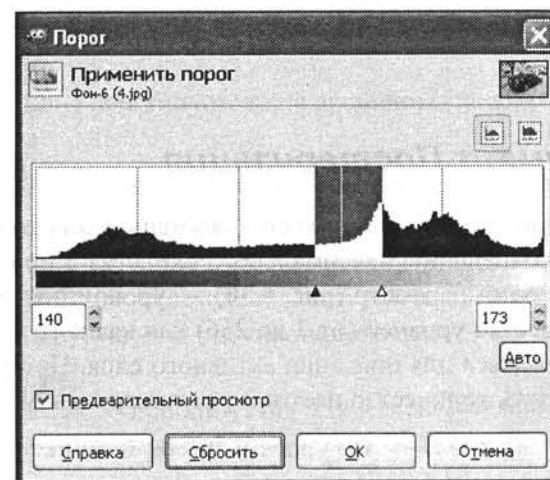 Порог
Применить порог
Фон-6 (4.jpg)
140
173
Авто
Предварительный просмотр
Справка
Сбросить
OK
Отмена